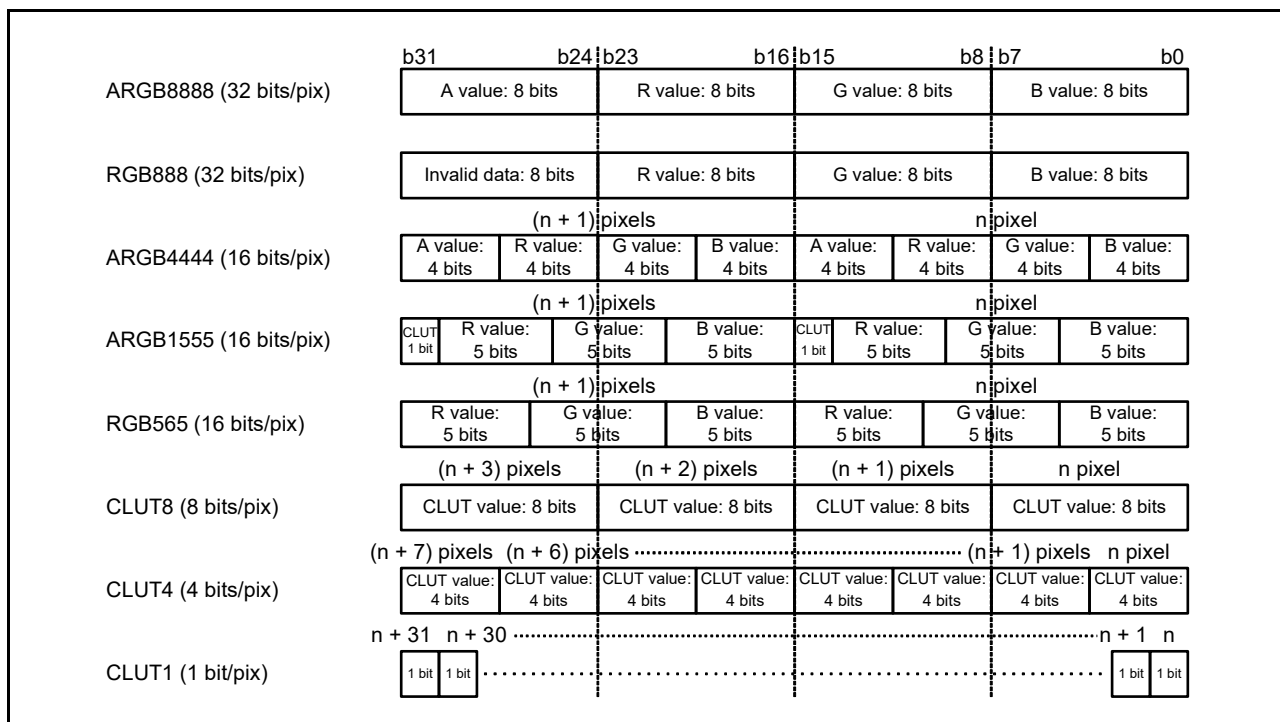 b31 b24 b23 b16 b15 b8 b7 b0
ARGB8888 (32 bits/pix) A value: 8 bits R value: 8 bits G value: 8 bits B value: 8 bits
RGB888 (32 bits/pix) Invalid data: 8 bits R value: 8 bits G value: 8 bits B value: 8 bits
(n + 1) pixels n pixel
ARGB4444 (16 bits/pix) A value: 4 bits R value: 4 bits G value: 4 bits B value: 4 bits A value: 4 bits R value: 4 bits G value: 4 bits B value: 4 bits
(n + 1) pixels n pixel
ARGB1555 (16 bits/pix) CLUT 1 bit R value: 5 bits G value: 5 bits B value: 5 bits CLUT 1 bit R value: 5 bits G value: 5 bits B value: 5 bits
(n + 1) pixels n pixel
RGB565 (16 bits/pix) R value: 5 bits G value: 5 bits B value: 5 bits R value: 5 bits G value: 5 bits B value: 5 bits
(n + 3) pixels (n + 2) pixels (n + 1) pixels n pixel
CLUT8 (8 bits/pix) CLUT value: 8 bits CLUT value: 8 bits CLUT value: 8 bits CLUT value: 8 bits
(n + 7) pixels (n + 6) pixels (n + 1) pixels n pixel
CLUT4 (4 bits/pix) CLUT value: 4 bits CLUT value: 4 bits CLUT value: 4 bits CLUT value: 4 bits CLUT value: 4 bits CLUT value: 4 bits CLUT value: 4 bits CLUT value: 4 bits
n + 31 n + 30 n + 1 n
CLUT1 (1 bit/pix) 1 bit 1 bit 1 bit 1 bit